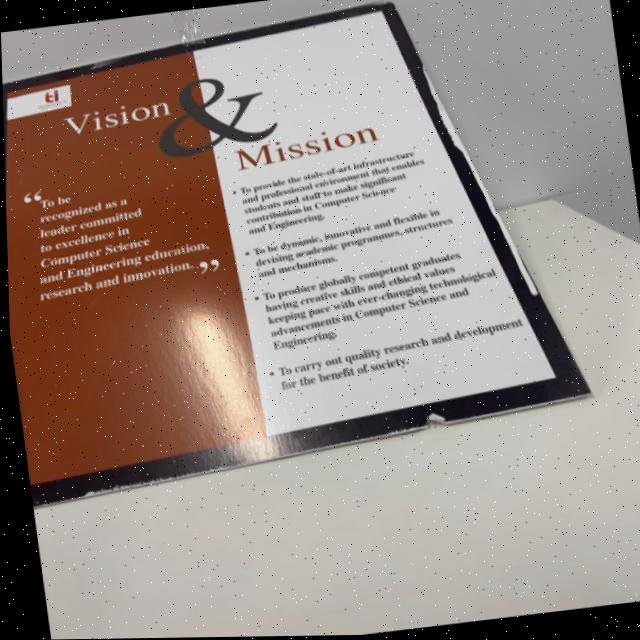 ti
Vision
&
Mission
“To be
recognized as a
leader committed
to excellence in
Computer Science
and Engineering education,
research and innovation.”
• To provide the state-of-art infrastructure
and professional environment that enables
students and staff to make significant
contribution in Computer Science
and Engineering.
• To be dynamic, innovative and flexible in
devising academic programmes, structures
and mechanisms.
• To produce globally competent graduates
having creative skills and ethical values
keeping pace with ever-changing technological
advancements in Computer Science and
Engineering.
• To carry out quality research and development
for the benefit of society.